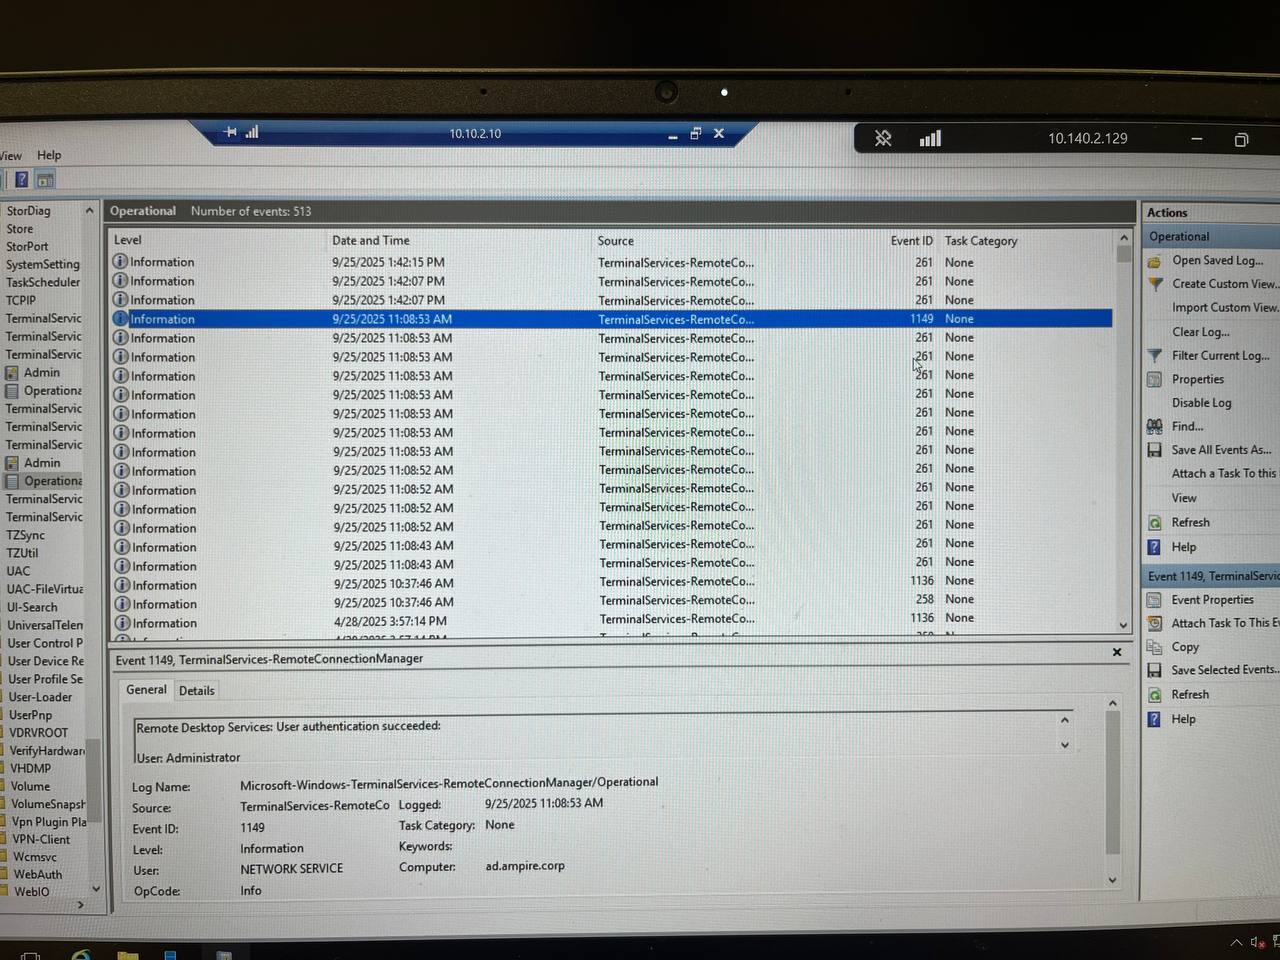 10.10.2.10
10.140.2.129
View Help
StorDiag
Store
StorPort
SystemSetting
TaskScheduler
TCPIP
TerminalServic
TerminalServic
TerminalServic
Admin
Operationa
TerminalServic
TerminalServic
TerminalServic
Admin
Operationa
TerminalServic
TerminalServic
TZSync
TZUtil
UAC
UAC-FileVirtua
UI-Search
UniversalTelen
User Control P
User Device Re
User Profile Se
User-Loader
UserPnp
VDRVROOT
VerifyHardwar
VHDMP
Volume
VolumeSnapsh
Vpn Plugin Pla
VPN-Client
Wcmsvc
WebAuth
WebIO
Operational Number of events: 513
Level Date and Time Source Event ID Task Category
Information 9/25/2025 1:42:15 PM TerminalServices-RemoteCo... 261 None
Information 9/25/2025 1:42:07 PM TerminalServices-RemoteCo... 261 None
Information 9/25/2025 1:42:07 PM TerminalServices-RemoteCo... 261 None
Information 9/25/2025 11:08:53 AM TerminalServices-RemoteCo... 1149 None
Information 9/25/2025 11:08:53 AM TerminalServices-RemoteCo... 261 None
Information 9/25/2025 11:08:53 AM TerminalServices-RemoteCo... 261 None
Information 9/25/2025 11:08:53 AM TerminalServices-RemoteCo... 261 None
Information 9/25/2025 11:08:53 AM TerminalServices-RemoteCo... 261 None
Information 9/25/2025 11:08:53 AM TerminalServices-RemoteCo... 261 None
Information 9/25/2025 11:08:53 AM TerminalServices-RemoteCo... 261 None
Information 9/25/2025 11:08:53 AM TerminalServices-RemoteCo... 261 None
Information 9/25/2025 11:08:52 AM TerminalServices-RemoteCo... 261 None
Information 9/25/2025 11:08:52 AM TerminalServices-RemoteCo... 261 None
Information 9/25/2025 11:08:52 AM TerminalServices-RemoteCo... 261 None
Information 9/25/2025 11:08:52 AM TerminalServices-RemoteCo... 261 None
Information 9/25/2025 11:08:43 AM TerminalServices-RemoteCo... 261 None
Information 9/25/2025 11:08:43 AM TerminalServices-RemoteCo... 261 None
Information 9/25/2025 10:37:46 AM TerminalServices-RemoteCo... 1136 None
Information 9/25/2025 10:37:46 AM TerminalServices-RemoteCo... 258 None
Information 4/28/2025 3:57:14 PM TerminalServices-RemoteCo... 1136 None
Event 1149, TerminalServices-RemoteConnectionManager
General Details
Remote Desktop Services: User authentication succeeded:
User: Administrator
Log Name: Microsoft-Windows-TerminalServices-RemoteConnectionManager/Operational
Source: TerminalServices-RemoteCo Logged: 9/25/2025 11:08:53 AM
Event ID: 1149 Task Category: None
Level: Information Keywords:
User: NETWORK SERVICE Computer: ad.ampire.corp
OpCode: Info
Actions
Operational
Open Saved Log...
Create Custom View...
Import Custom View...
Clear Log...
Filter Current Log...
Properties
Disable Log
Find...
Save All Events As...
Attach a Task To this
View
Refresh
Help
Event 1149, TerminalServic
Event Properties
Attach Task To This Ev
Copy
Save Selected Events...
Refresh
Help